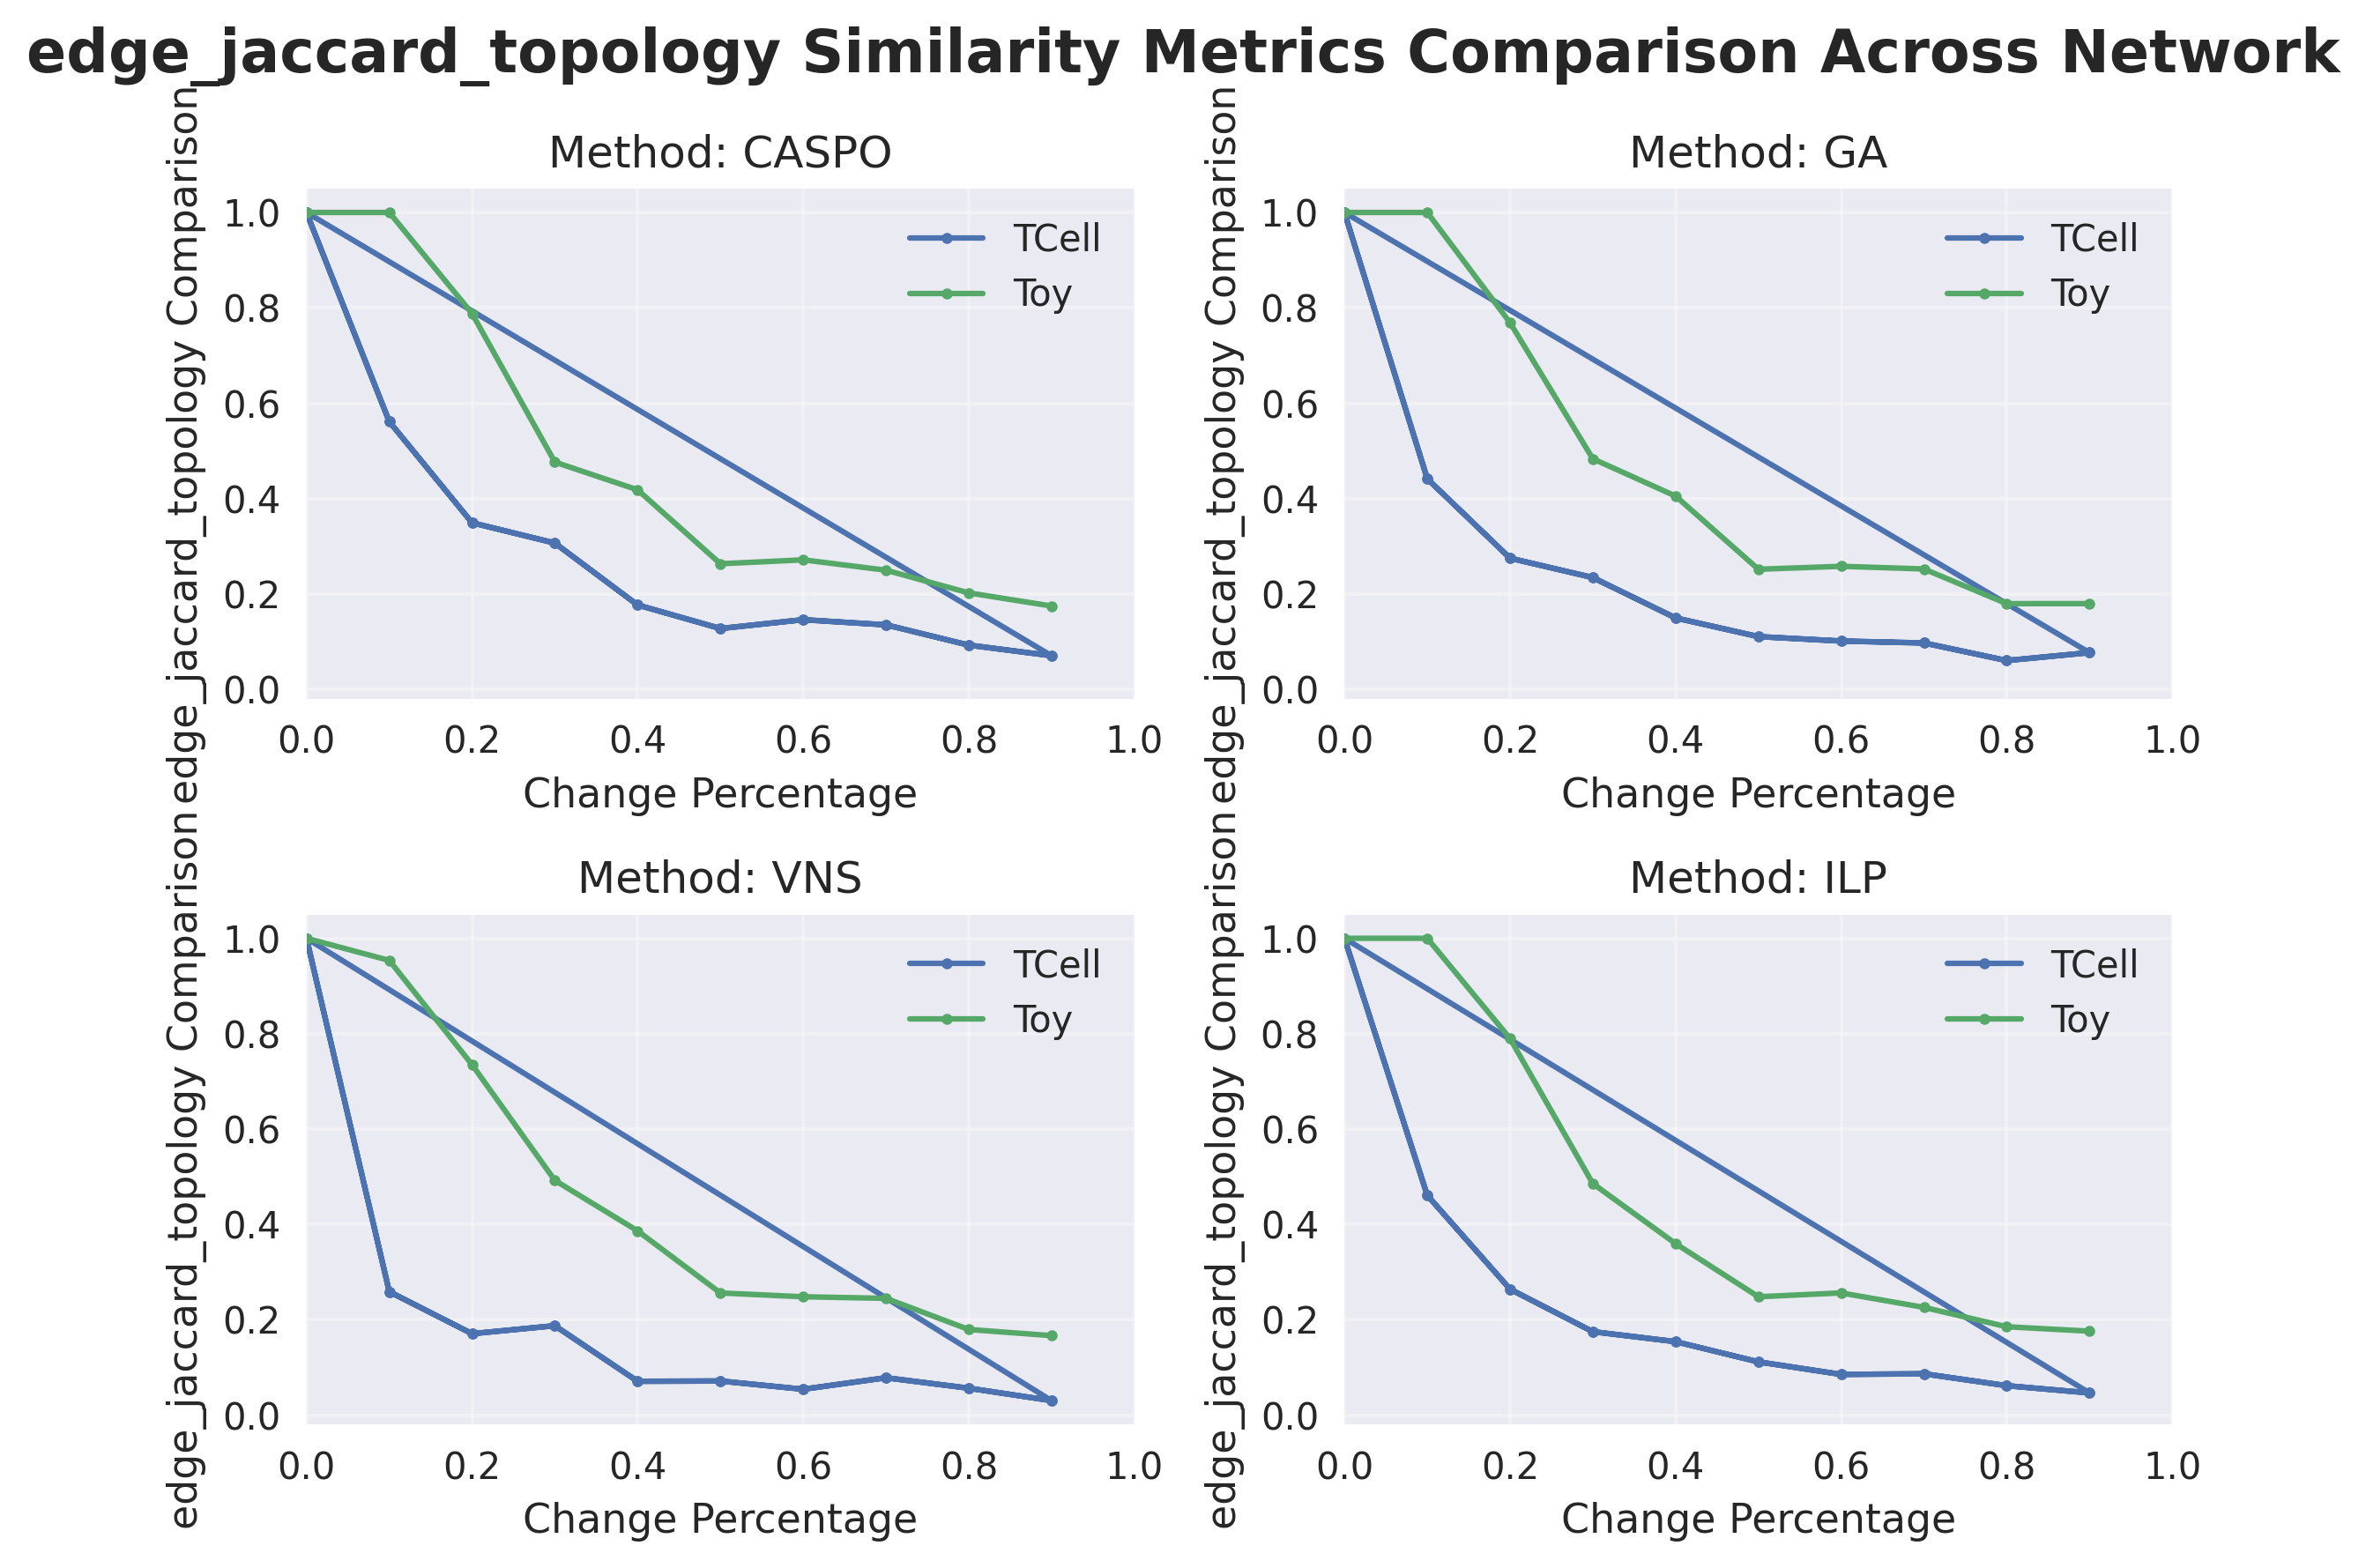 edge_jaccard_topology Similarity Metrics Comparison Across Network
Method: CASPO
edge_jaccard_topology Comparison
1.0
0.8
0.6
0.4
0.2
0.0
TCell
Toy
0.0 0.2 0.4 0.6 0.8 1.0
Change Percentage
Method: GA
edge_jaccard_topology Comparison
1.0
0.8
0.6
0.4
0.2
0.0
TCell
Toy
0.0 0.2 0.4 0.6 0.8 1.0
Change Percentage
Method: VNS
edge_jaccard_topology Comparison
1.0
0.8
0.6
0.4
0.2
0.0
TCell
Toy
0.0 0.2 0.4 0.6 0.8 1.0
Change Percentage
Method: ILP
edge_jaccard_topology Comparison
1.0
0.8
0.6
0.4
0.2
0.0
TCell
Toy
0.0 0.2 0.4 0.6 0.8 1.0
Change Percentage